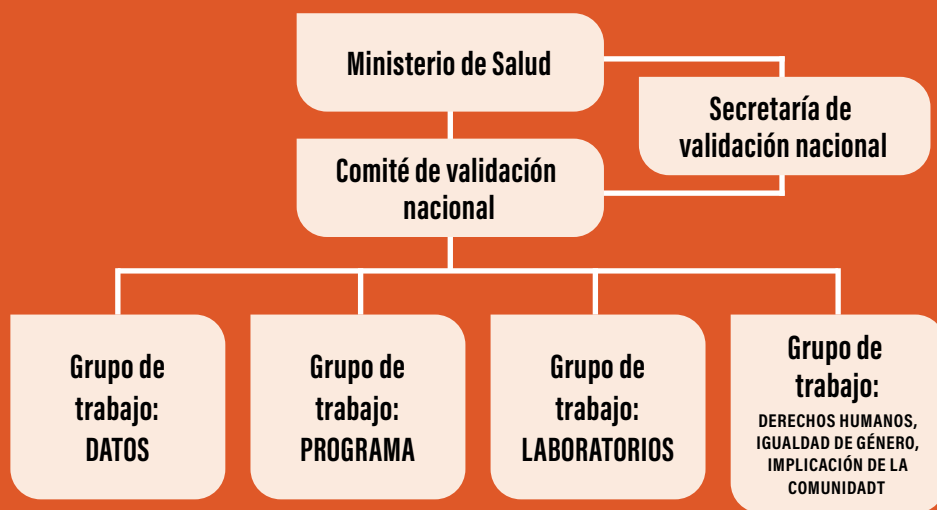 Ministerio de Salud
Secretaría de
validación nacional
Comité de validación
nacional
Grupo de
trabajo:
DATOS
Grupo de
trabajo:
PROGRAMA
Grupo de
trabajo:
LABORATORIOS
Grupo de
trabajo:
DERECHOS HUMANOS,
IGUALDAD DE GÉNERO,
IMPLICACIÓN DE LA
COMUNIDADT